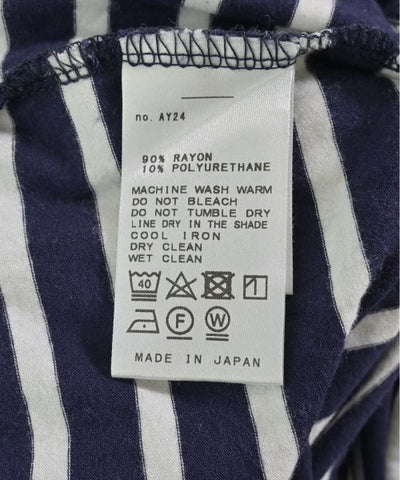 no. AY24
90% RAYON
10% POLYURETHANE
MACHINE WASH WARM
DO NOT BLEACH
DO NOT TUMBLE DRY
LINE DRY IN THE SHADE
COOL IRON
DRY CLEAN
WET CLEAN
40
F W
MADE IN JAPAN